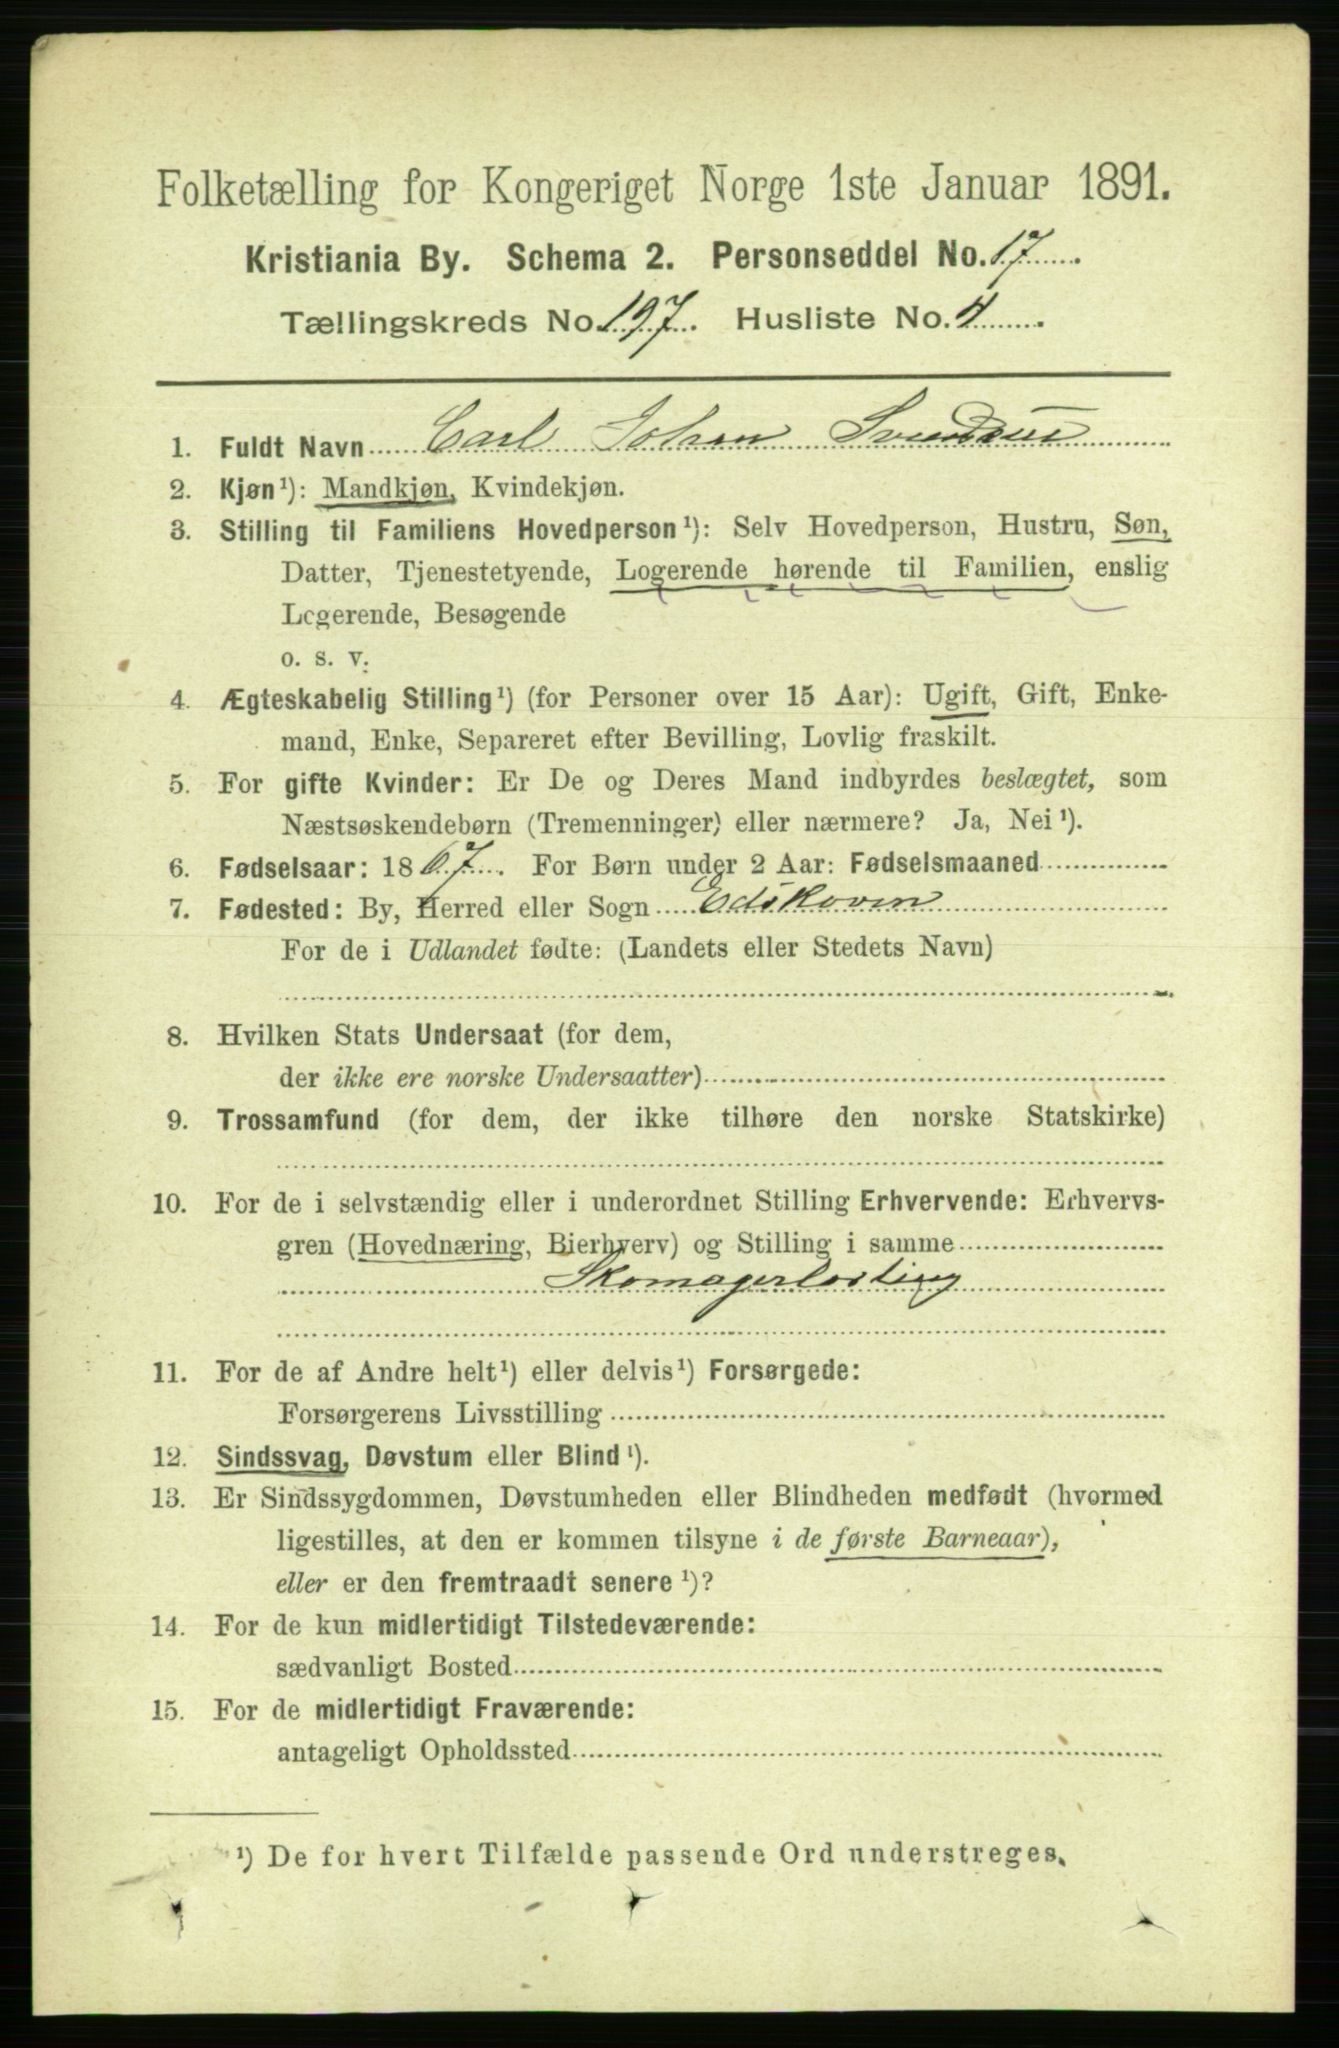 Folketælling for Kongeriget Norge 1ste Januar 1891.
Kristiania By. Schema 2. Personseddel No. 17
Tællingskreds No. 197. Husliste No. 4
1. Fuldt Navn Carl Johan
2. Kjøn¹): Mandkjøn, Kvindekjøn.
3. Stilling til Familiens Hovedperson¹): Selv Hovedperson, Hustru, Søn,
Datter, Tjenestetyende, Logerende hørende til Familien, enslig
Logerende, Besøgende
o. s. v.
4. Ægteskabelig Stilling¹) (for Personer over 15 Aar): Ugift, Gift, Enke-
mand, Enke, Separeret efter Bevilling, Lovlig fraskilt.
5. For gifte Kvinder: Er De og Deres Mand indbyrdes beslægtet, som
Næstsøskendebørn (Tremenninger) eller nærmere? Ja, Nei¹).
6. Fødselsaar: 1867. For Børn under 2 Aar: Fødselsmaaned
7. Fødested: By, Herred eller Sogn Edskoven
For de i Udlandet fødte: (Landets eller Stedets Navn)
8. Hvilken Stats Undersaat (for dem,
der ikke ere norske Undersaatter)
9. Trossamfund (for dem, der ikke tilhøre den norske Statskirke)
10. For de i selvstændig eller i underordnet Stilling Erhvervende: Erhvervs-
gren (Hovednæring, Bierhverv) og Stilling i samme
11. For de af Andre helt¹) eller delvis¹) Forsørgede:
Forsørgerens Livsstilling
12. Sindssvag, Døvstum eller Blind¹).
13. Er Sindssygdommen, Døvstumheden eller Blindheden medfødt (hvormed
ligestilles, at den er kommen tilsyne i de første Barneaar),
eller er den fremtraadt senere¹)?
14. For de kun midlertidigt Tilstedeværende:
sædvanligt Bosted
15. For de midlertidigt Fraværende:
antageligt Opholdssted
¹) De for hvert Tilfælde passende Ord understreges.